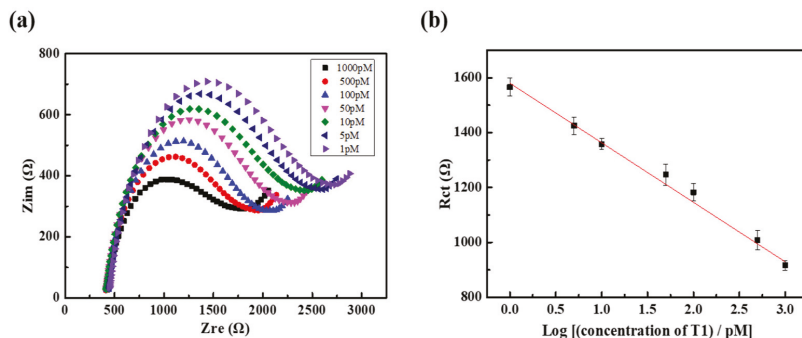 (a)
800
600
400
200
0
Zim (Ω)
0 500 1000 1500 2000 2500 3000
Zre (Ω)
1000pM
500pM
100pM
50pM
10pM
5pM
1pM
(b)
1600
1400
1200
1000
800
Rct (Ω)
0.0 0.5 1.0 1.5 2.0 2.5 3.0
Log [(concentration of T1) / pM]